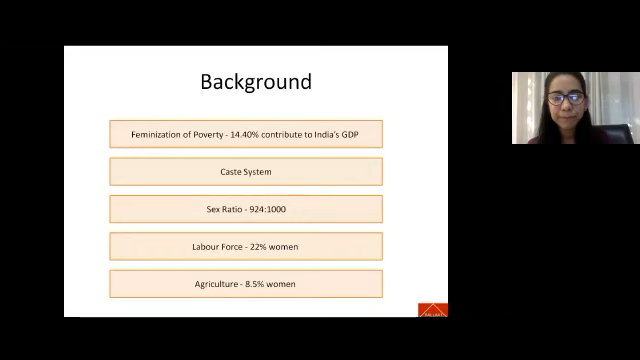 Background
Feminization of Poverty - 14.40% contribute to India's GDP
Caste System
Sex Ratio - 924:1000
Labour Force - 22% women
Agriculture - 8.5% women